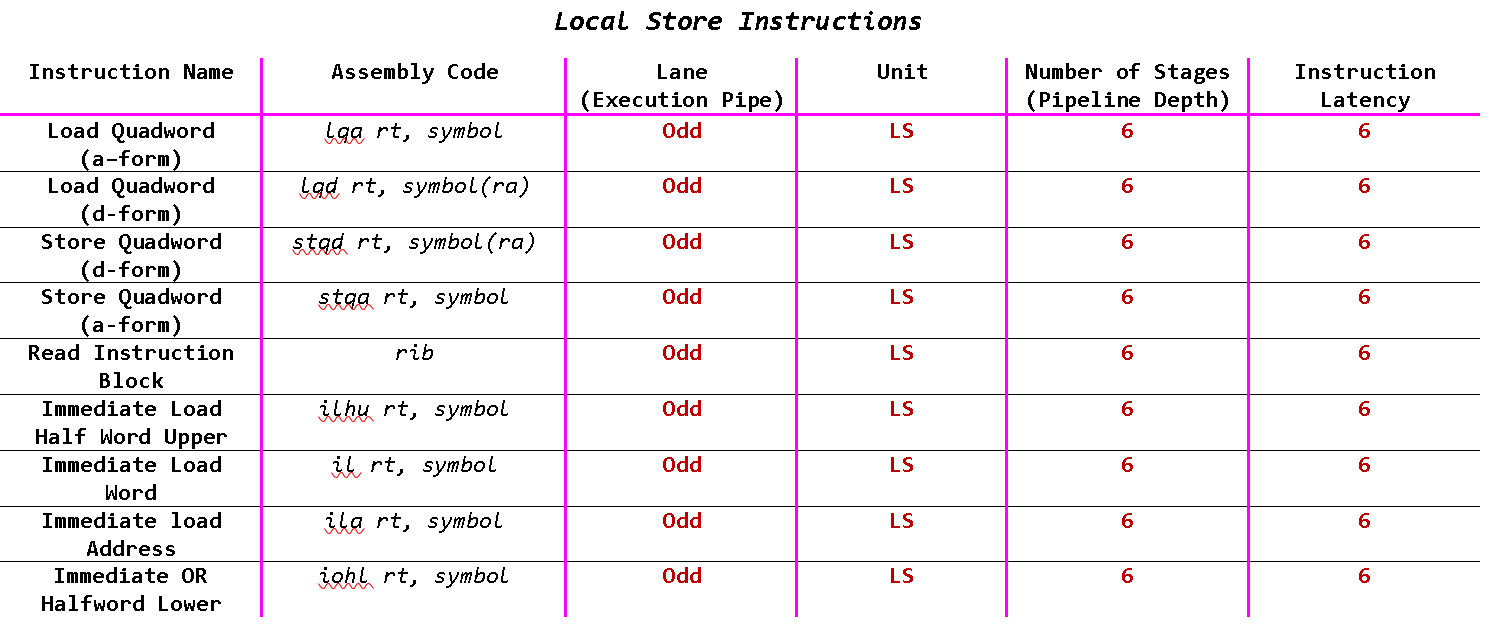 Local Store Instructions
Instruction Name Assembly Code Lane Unit Number of Stages Instruction
(Execution Pipe) (Pipeline Depth) Latency
Load Quadword lqa rt, symbol Odd LS 6 6
(a-form)
Load Quadword lqd rt, symbol(ra) Odd LS 6 6
(d-form)
Store Quadword stqd rt, symbol(ra) Odd LS 6 6
(d-form)
Store Quadword stqa rt, symbol Odd LS 6 6
(a-form)
Read Instruction rib Odd LS 6 6
Block
Immediate Load ilhu rt, symbol Odd LS 6 6
Half Word Upper
Immediate Load il rt, symbol Odd LS 6 6
Word
Immediate load ila rt, symbol Odd LS 6 6
Address
Immediate OR iohl rt, symbol Odd LS 6 6
Halfword Lower